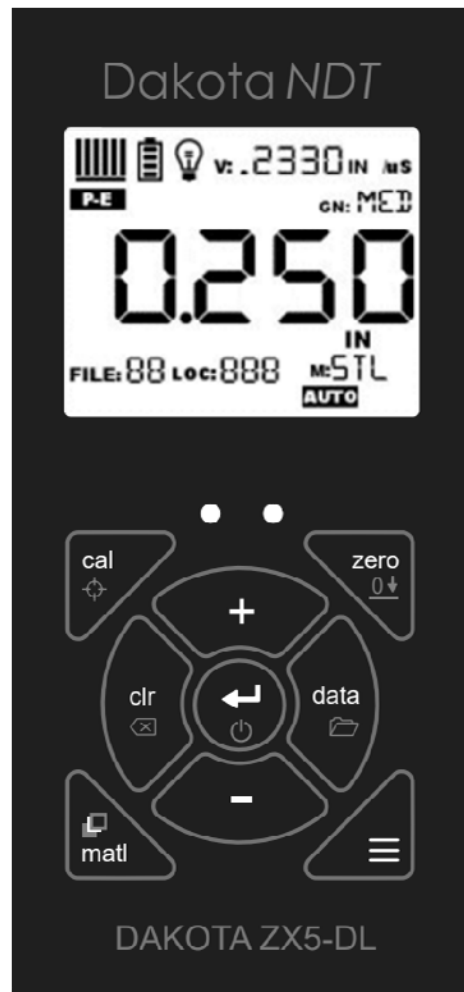 Dakota NDT
V: .2330 IN /uS
P-E GN: MED
0.250
IN
FILE: 88 LOC: 888 M: STL
AUTO
cal zero
0
+
clr data
-
matl
DAKOTA ZX5-DL